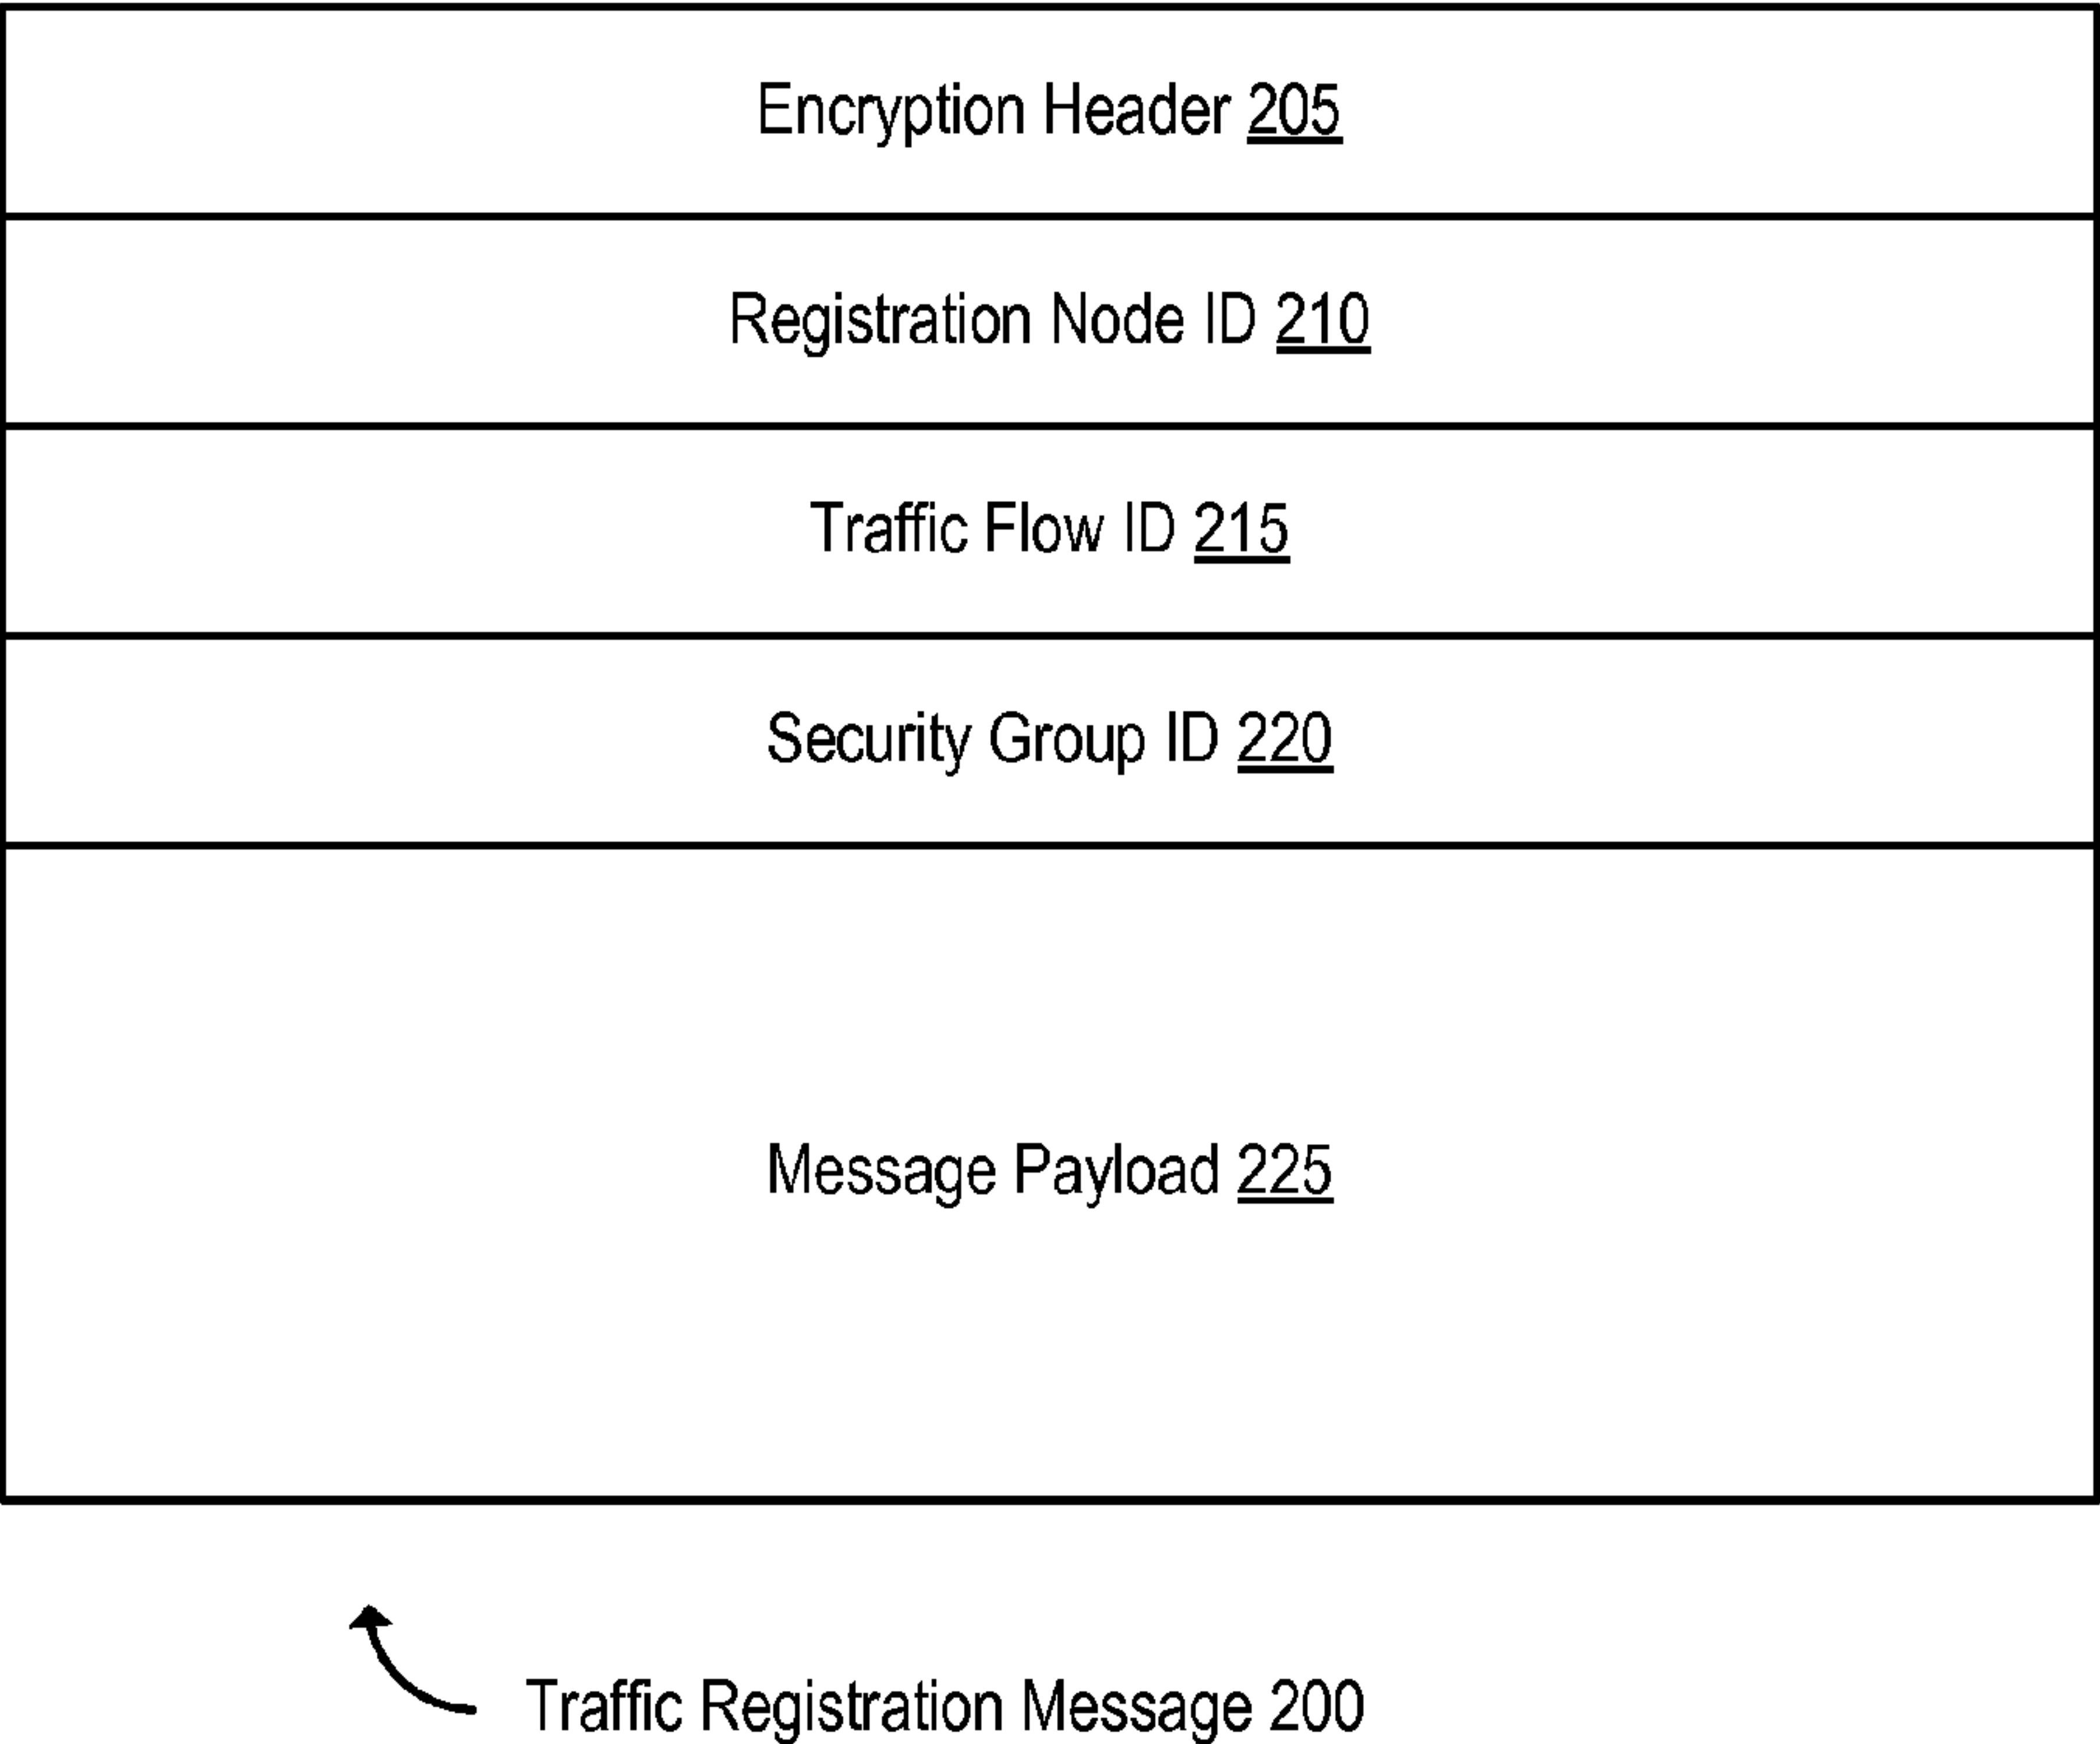 Encryption Header 205
Registration Node ID 210
Traffic Flow ID 215
Security Group ID 220
Message Payload 225
Traffic Registration Message 200